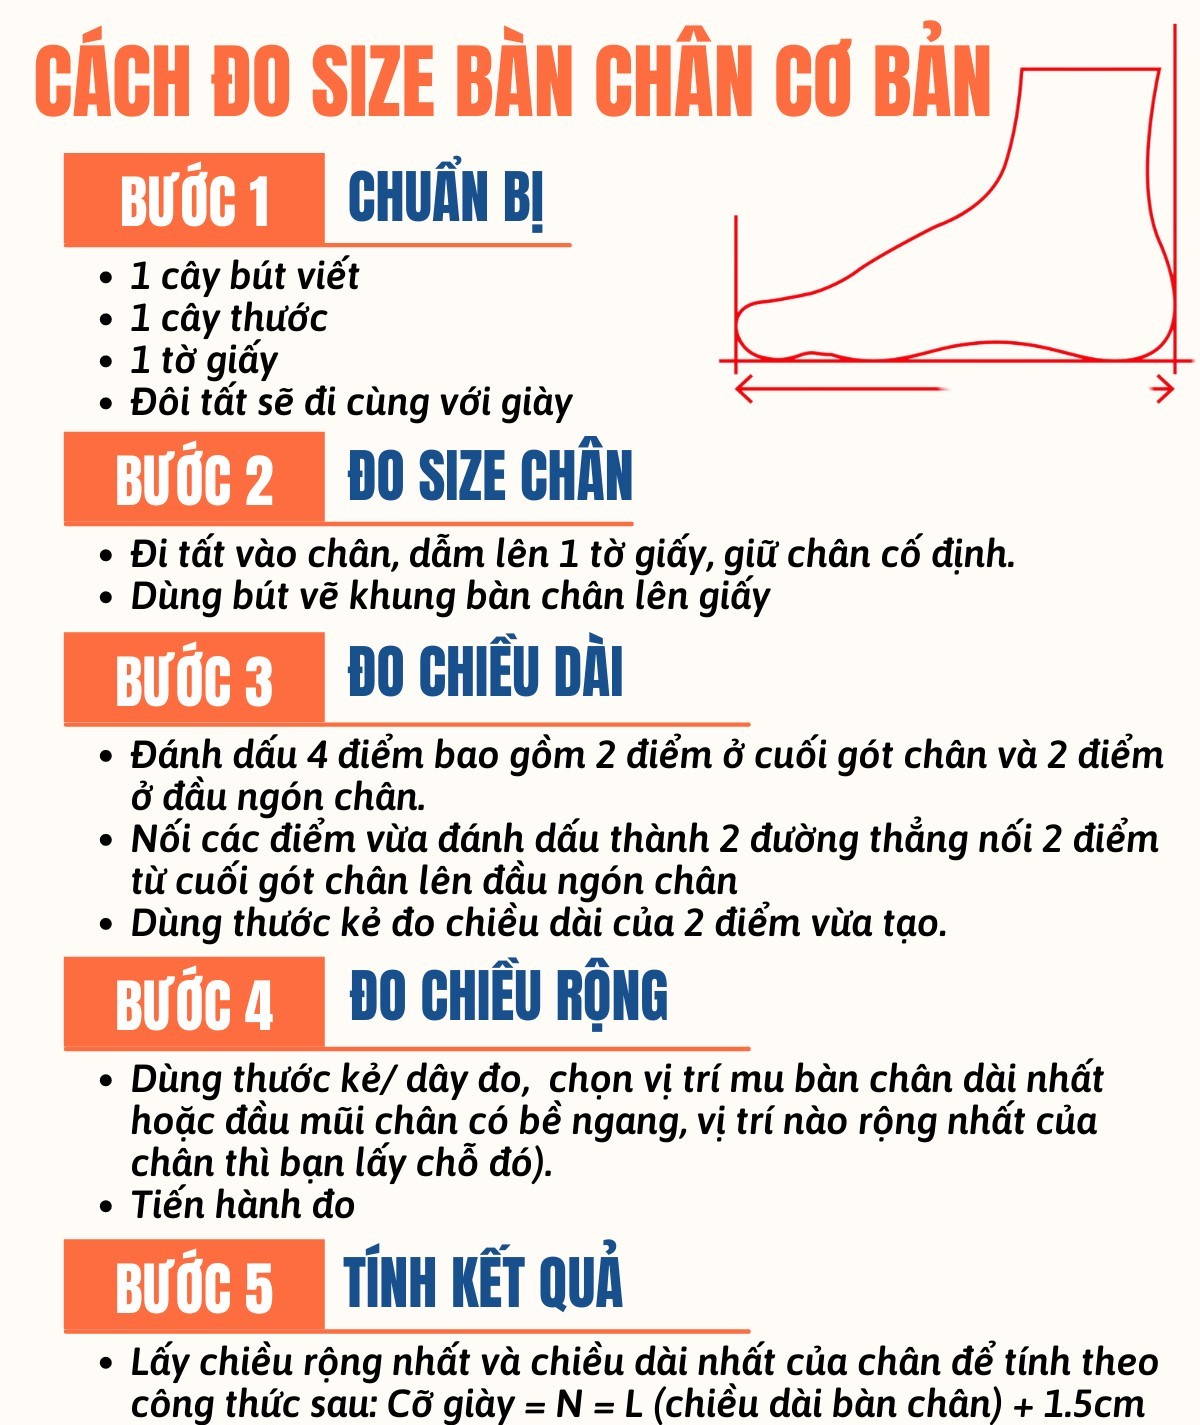 CÁCH ĐO SIZE BÀN CHÂN CƠ BẢN
BƯỚC 1 CHUẨN BỊ
• 1 cây bút viết
• 1 cây thước
• 1 tờ giấy
• Đôi tất sẽ đi cùng với giày
BƯỚC 2 ĐO SIZE CHÂN
• Đi tất vào chân, dẫm lên 1 tờ giấy, giữ chân cố định.
• Dùng bút vẽ khung bàn chân lên giấy
BƯỚC 3 ĐO CHIỀU DÀI
• Đánh dấu 4 điểm bao gồm 2 điểm ở cuối gót chân và 2 điểm
ở đầu ngón chân.
• Nối các điểm vừa đánh dấu thành 2 đường thẳng nối 2 điểm
từ cuối gót chân lên đầu ngón chân
• Dùng thước kẻ đo chiều dài của 2 điểm vừa tạo.
BƯỚC 4 ĐO CHIỀU RỘNG
• Dùng thước kẻ/ dây đo, chọn vị trí mu bàn chân dài nhất
hoặc đầu mũi chân có bề ngang, vị trí nào rộng nhất của
chân thì bạn lấy chỗ đó).
• Tiến hành đo
BƯỚC 5 TÍNH KẾT QUẢ
• Lấy chiều rộng nhất và chiều dài nhất của chân để tính theo
công thức sau: Cỡ giày = N = L (chiều dài bàn chân) + 1.5cm